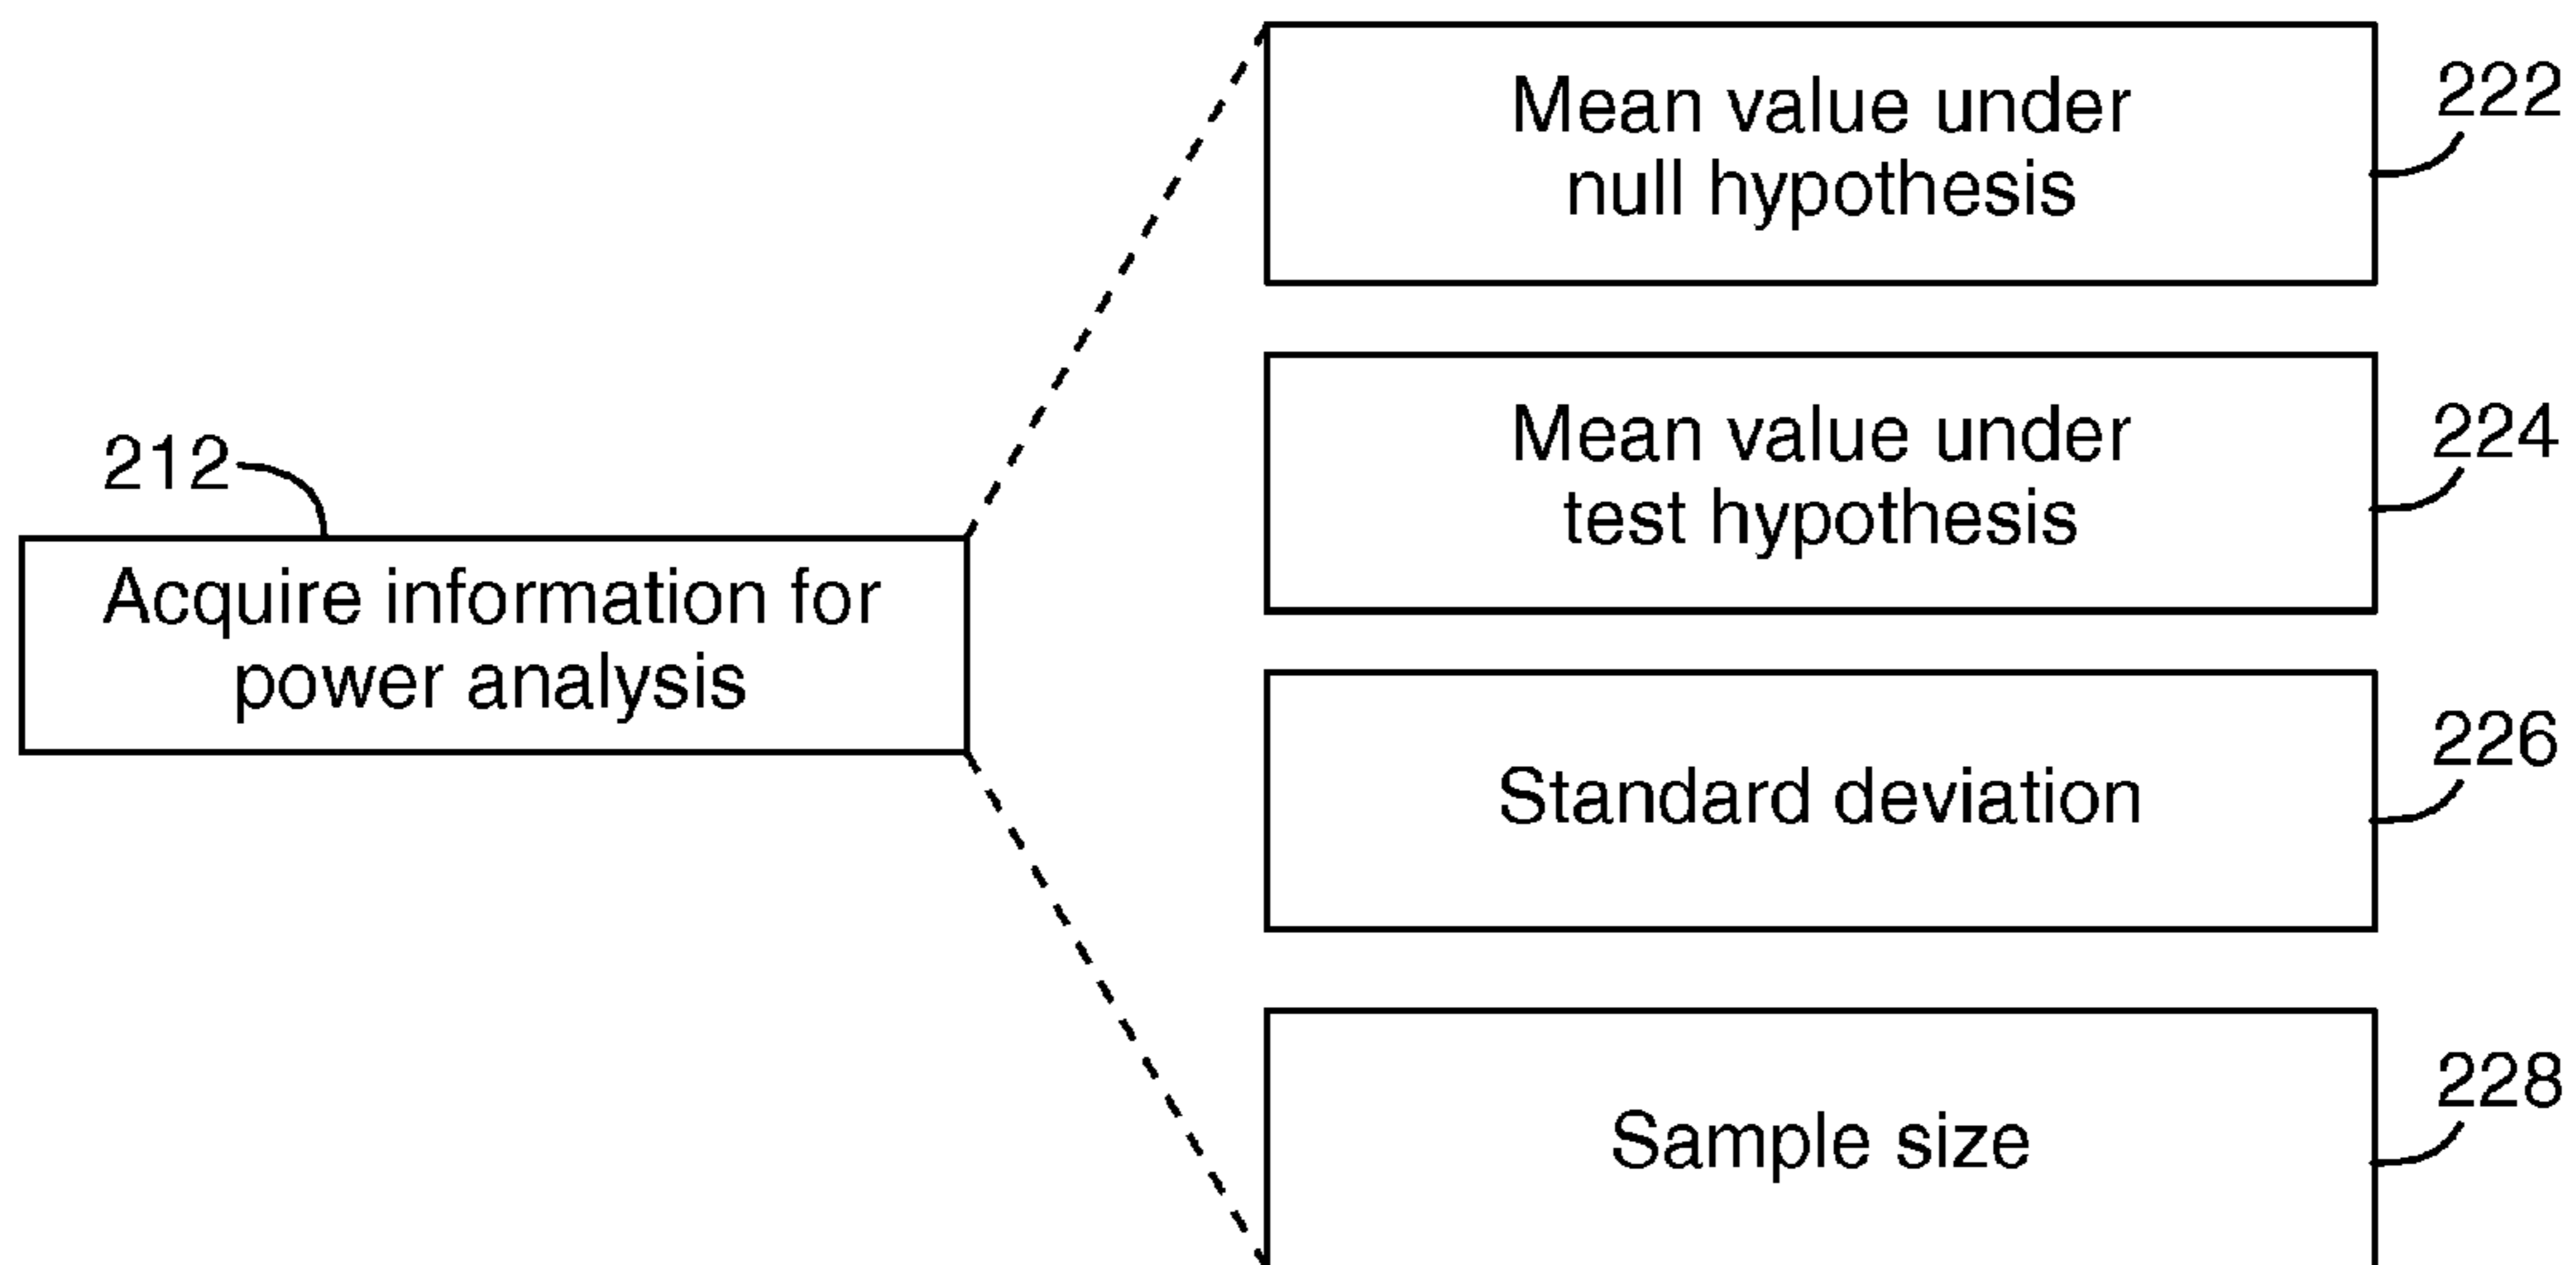 212
Acquire information for
power analysis
Mean value under
null hypothesis
222
Mean value under
test hypothesis
224
Standard deviation
226
Sample size
228